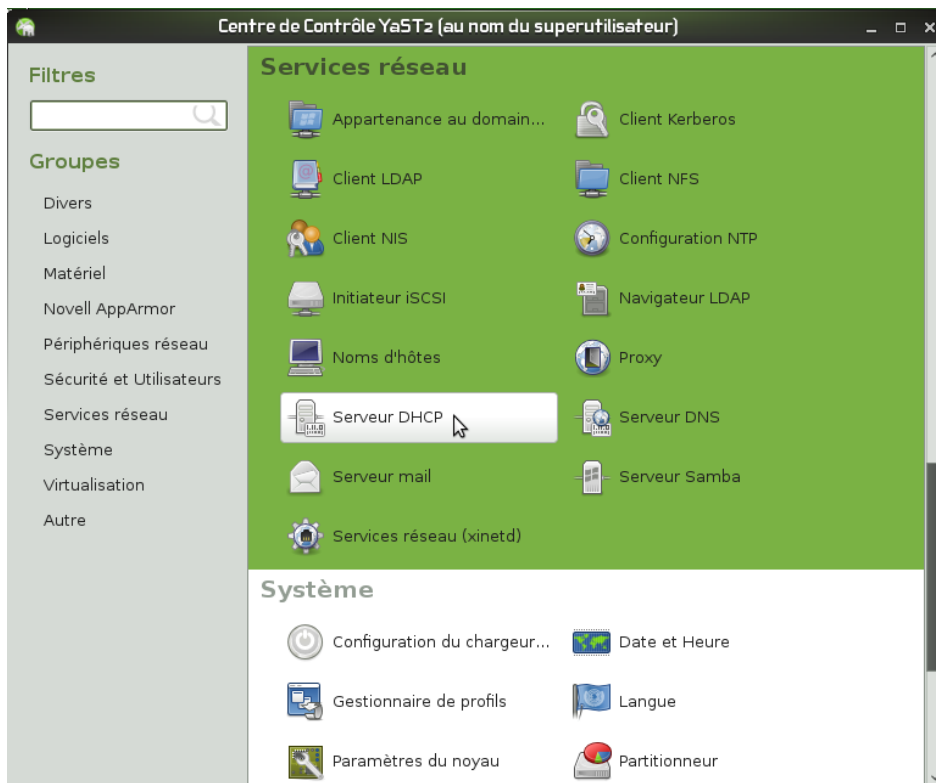 Centre de Contrôle YaST2 (au nom du superutilisateur)
Filtres
Groupes
Divers
Logiciels
Matériel
Novell AppArmor
Périphériques réseau
Sécurité et Utilisateurs
Services réseau
Système
Virtualisation
Autre
Services réseau
Appartenance au domain...
Client Kerberos
Client LDAP
Client NFS
Client NIS
Configuration NTP
Initiateur iSCSI
Navigateur LDAP
Noms d'hôtes
Proxy
Serveur DHCP
Serveur DNS
Serveur mail
Serveur Samba
Services réseau (xinetd)
Système
Configuration du chargeur...
Date et Heure
Gestionnaire de profils
Langue
Paramètres du noyau
Partitionneur